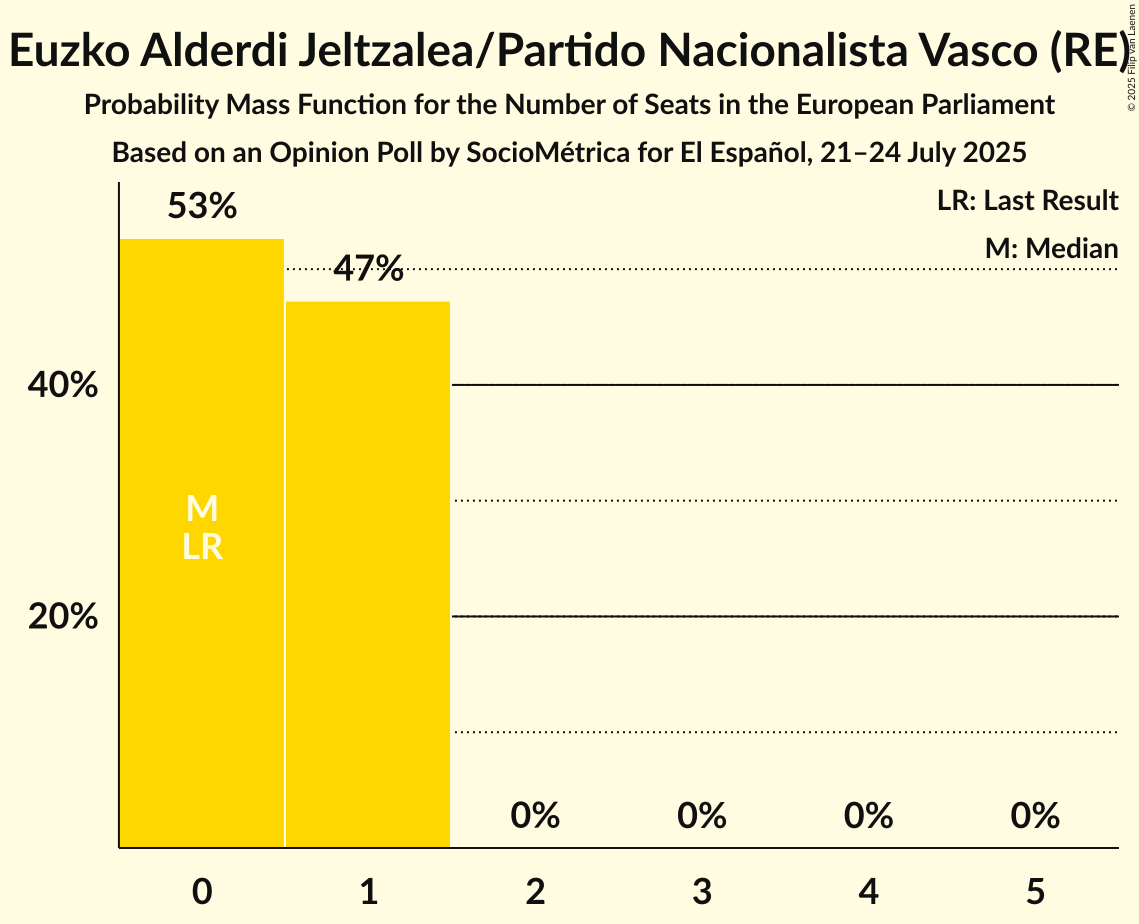 Euzko Alderdi Jeltzalea/Partido Nacionalista Vasco (RE)
© 2025 Filip van Laenen
Probability Mass Function for the Number of Seats in the European Parliament
Based on an Opinion Poll by SocioMétrica for El Español, 21–24 July 2025
LR: Last Result
M: Median
53%
47%
40%
20%
M
LR
0%
0%
0%
0%
0
1
2
3
4
5